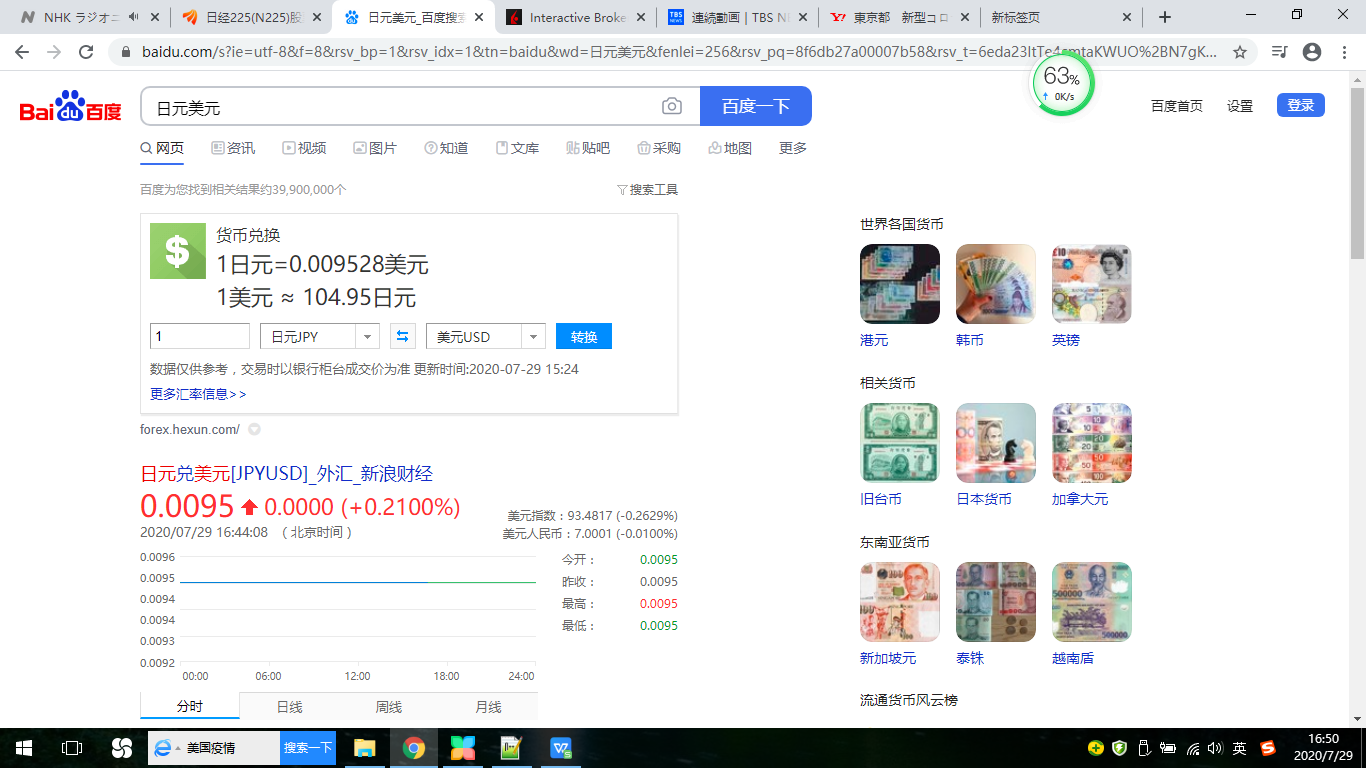 NHK ラジオニ
日经225(N225)股
日元美元_百度搜索
Interactive Broke
連続動画 | TBS NE
東京都 新型コロ
新标签页
baidu.com/s?ie=utf-8&f=8&rsv_bp=1&rsv_idx=1&tn=baidu&wd=日元美元&fenlei=256&rsv_pq=8f6db27a00007b58&rsv_t=6eda23ltTe4smtaKWUO%2BN7gK...
63%
0K/s
Bai du 百度
日元美元
百度一下
百度首页 设置 登录
网页 资讯 视频 图片 知道 文库 贴贴吧 采购 地图 更多
百度为您找到相关结果约39,900,000个
搜索工具
货币兑换
1日元=0.009528美元
1美元 ≈ 104.95日元
1 日元JPY 美元USD 转换
数据仅供参考，交易时以银行柜台成交价为准 更新时间:2020-07-29 15:24
更多汇率信息>>
forex.hexun.com/
日元兑美元[JPYUSD]_外汇_新浪财经
0.0095 0.0000 (+0.2100%)
2020/07/29 16:44:08 （北京时间）
美元指数：93.4817 (-0.2629%)
美元人民币：7.0001 (-0.0100%)
0.0096
0.0095
0.0094
0.0094
0.0093
0.0092
00:00 06:00 12:00 18:00 24:00
今开： 0.0095
昨收： 0.0095
最高： 0.0095
最低： 0.0095
分时 日线 周线 月线
世界各国货币
港元 韩币 英镑
相关货币
旧台币 日本货币 加拿大元
东南亚货币
新加坡元 泰铢 越南盾
流通货币风云榜
美国疫情 搜索一下
英
16:50
2020/7/29